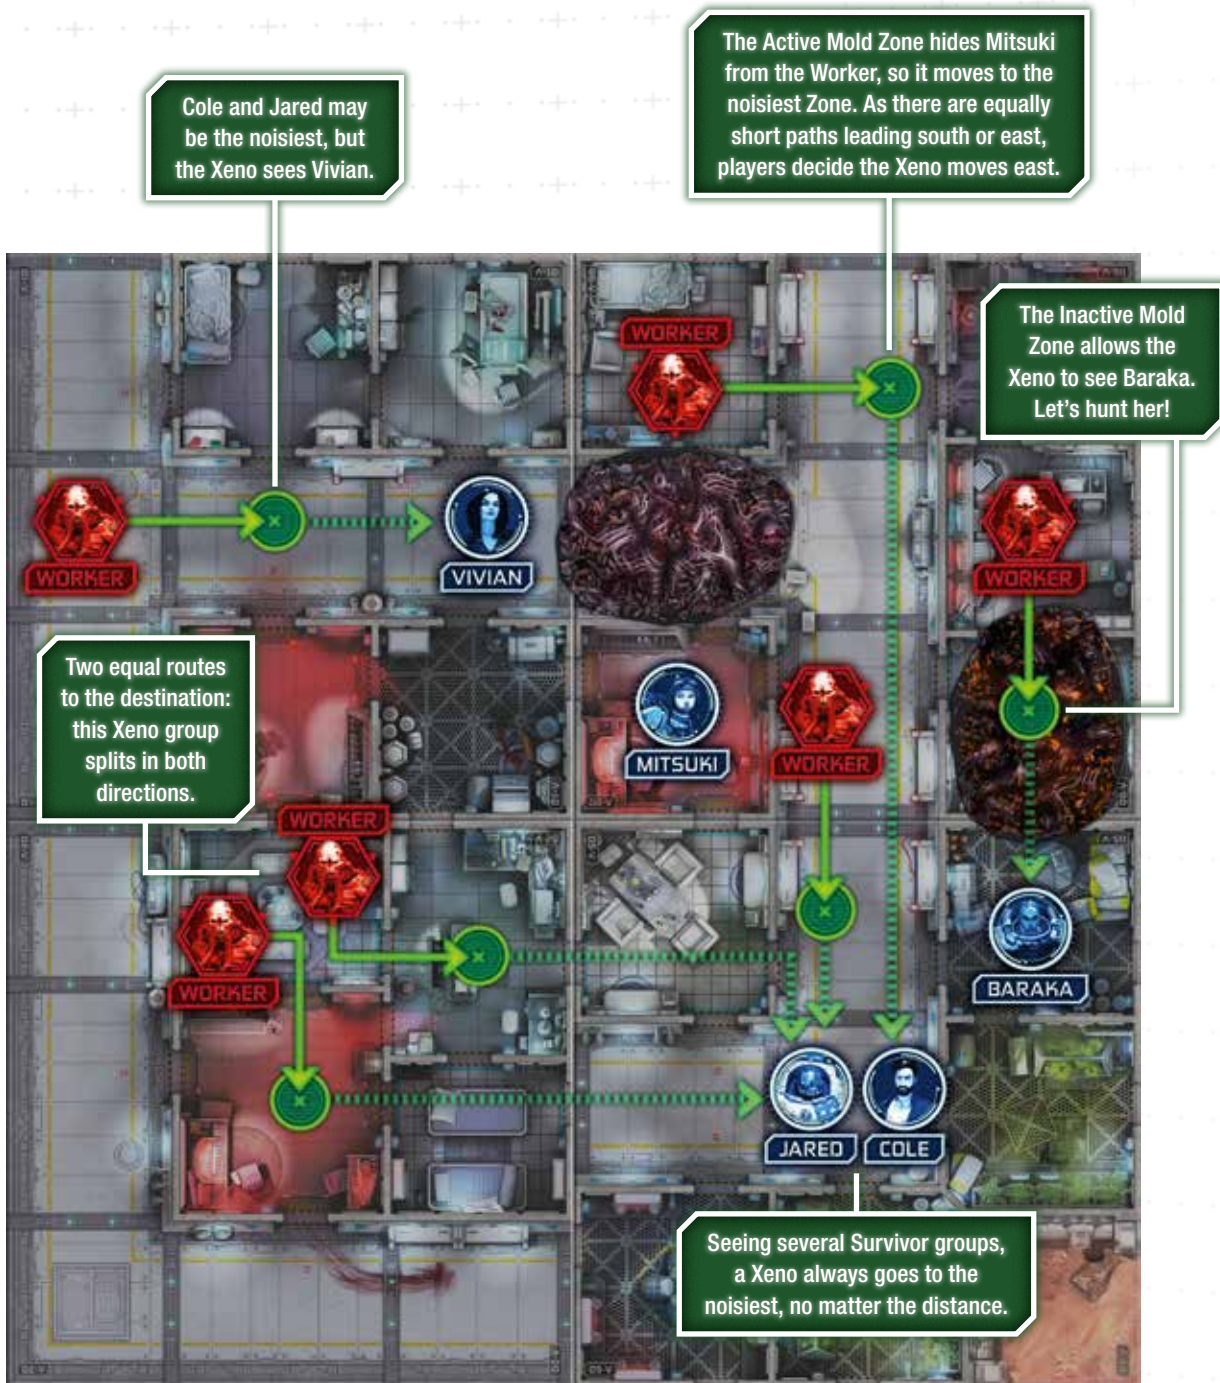 The Active Mold Zone hides Mitsuki
from the Worker, so it moves to the
noisiest Zone. As there are equally
short paths leading south or east,
players decide the Xeno moves east.
Cole and Jared may
be the noisiest, but
the Xeno sees Vivian.
The Inactive Mold
Zone allows the
Xeno to see Baraka.
Let's hunt her!
WORKER
WORKER
VIVIAN
WORKER
Two equal routes
to the destination:
this Xeno group
splits in both
directions.
MITSUKI
WORKER
WORKER
WORKER
BARAKA
JARED
COLE
Seeing several Survivor groups,
a Xeno always goes to the
noisiest, no matter the distance.